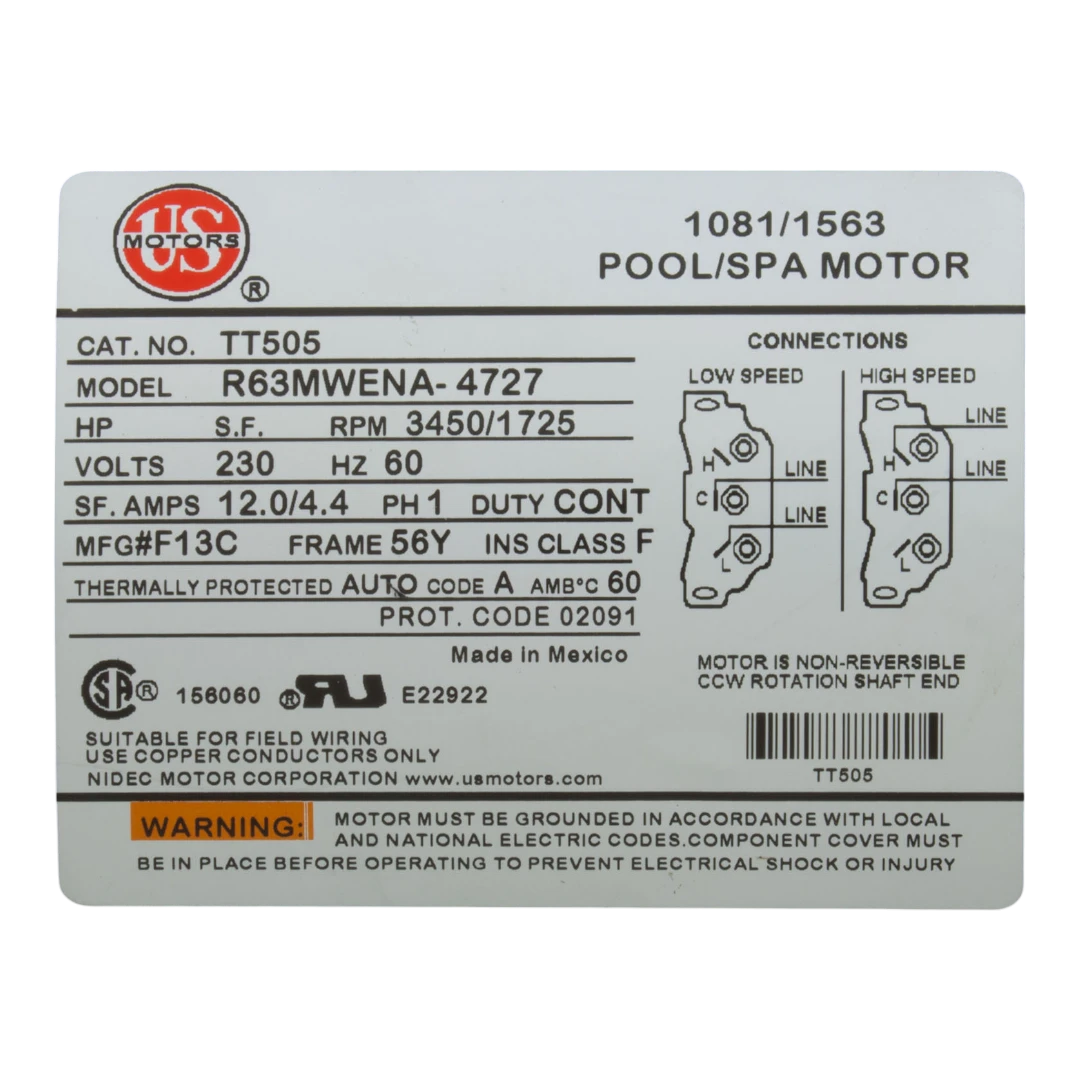 US
MOTORS
®
1081/1563
POOL/SPA MOTOR
CAT. NO. TT505
MODEL R63MWENA- 4727
HP S.F. RPM 3450/1725
VOLTS 230 HZ 60
SF. AMPS 12.0/4.4 PH 1 DUTY CONT
MFG#F13C FRAME 56Y INS CLASS F
THERMALLY PROTECTED AUTO CODE A AMB°C 60
PROT. CODE 02091
Made in Mexico
SA ® 156060 ® RU E22922
SUITABLE FOR FIELD WIRING
USE COPPER CONDUCTORS ONLY
NIDEC MOTOR CORPORATION www.usmotors.com
CONNECTIONS
LOW SPEED
H
C
L
LINE
LINE
HIGH SPEED
H
C
L
LINE
LINE
MOTOR IS NON-REVERSIBLE
CCW ROTATION SHAFT END
TT505
WARNING: MOTOR MUST BE GROUNDED IN ACCORDANCE WITH LOCAL
AND NATIONAL ELECTRIC CODES.COMPONENT COVER MUST
BE IN PLACE BEFORE OPERATING TO PREVENT ELECTRICAL SHOCK OR INJURY